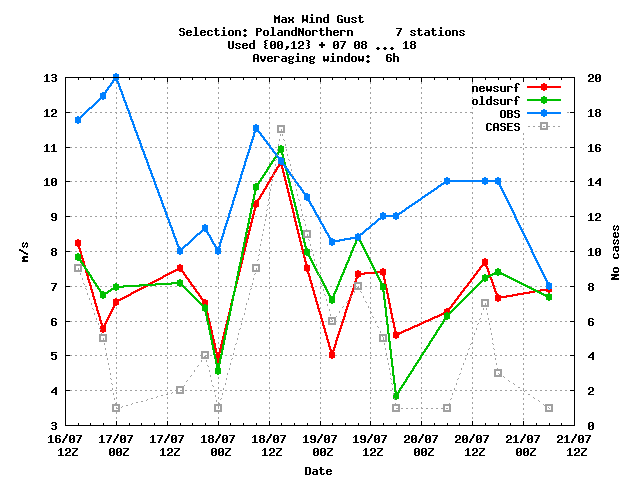 Max Wind Gust
Selection: PolandNorthern 7 stations
Used {00,12} + 07 08 ... 18
Averaging window: 6h
13 20
newsurf
oldsurf
OBS
CASES
12 18
11 16
10 14
9 12
8 10
7 8
6 6
5 4
4 2
3 0
m/s
No cases
16/07 17/07 17/07 18/07 18/07 19/07 19/07 20/07 20/07 21/07 21/07
12Z 00Z 12Z 00Z 12Z 00Z 12Z 00Z 12Z 00Z 12Z
Date